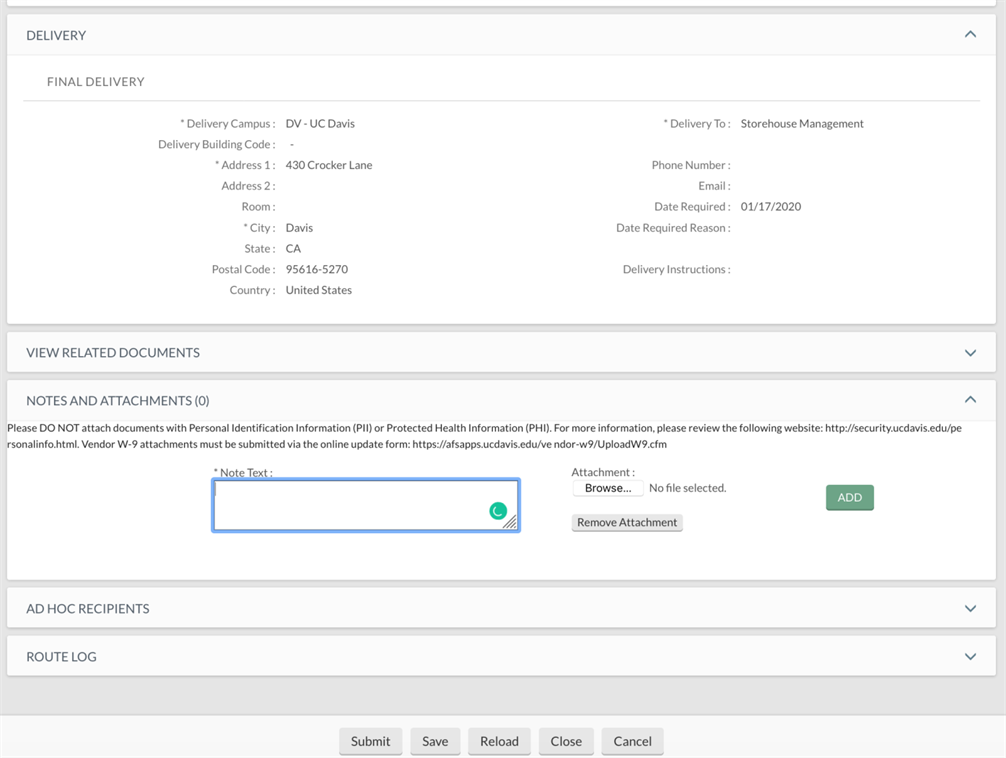 DELIVERY
FINAL DELIVERY
* Delivery Campus : DV - UC Davis
* Delivery To : Storehouse Management
Delivery Building Code : -
* Address 1 : 430 Crocker Lane
Phone Number :
Address 2 :
Email :
Room :
Date Required : 01/17/2020
* City : Davis
Date Required Reason :
State : CA
Postal Code : 95616-5270
Delivery Instructions :
Country : United States
VIEW RELATED DOCUMENTS
NOTES AND ATTACHMENTS (0)
Please DO NOT attach documents with Personal Identification Information (PII) or Protected Health Information (PHI). For more information, please review the following website: http://security.ucdavis.edu/pe
rsonalinfo.html. Vendor W-9 attachments must be submitted via the online update form: https://afsapps.ucdavis.edu/ve ndor-w9/UploadW9.cfm
* Note Text :
Attachment :
Browse... No file selected.
ADD
Remove Attachment
AD HOC RECIPIENTS
ROUTE LOG
Submit Save Reload Close Cancel